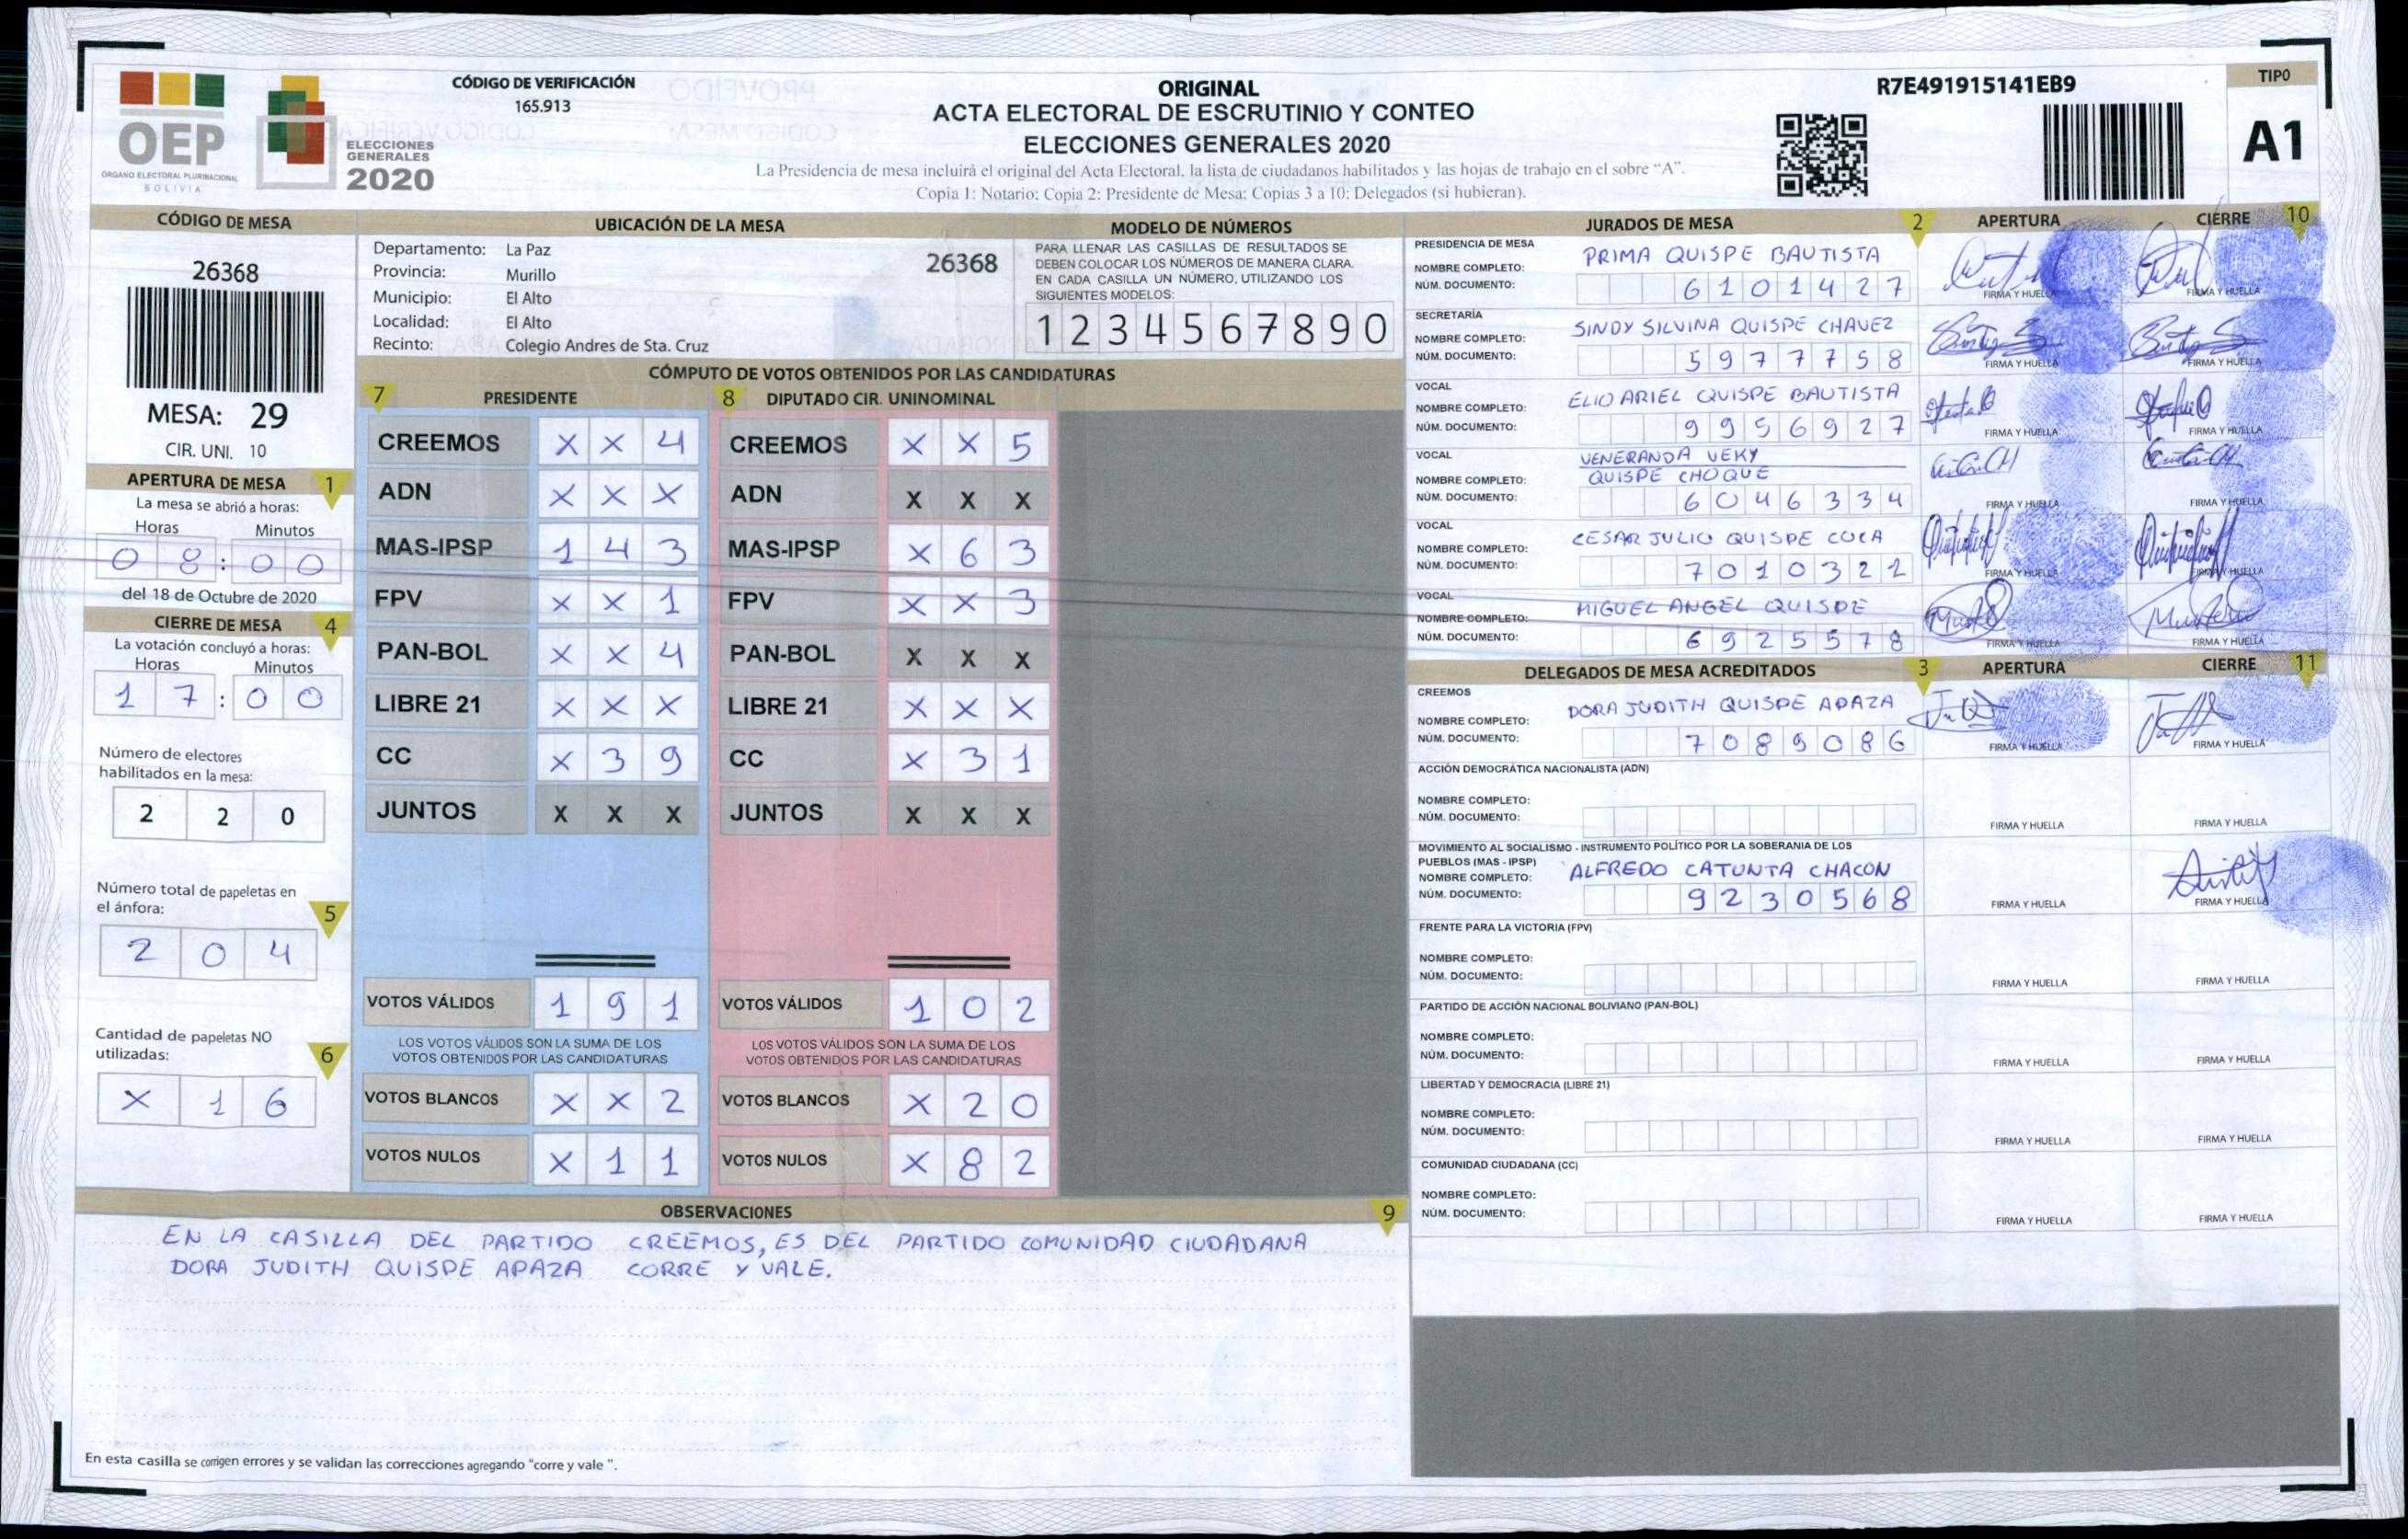 CÓDIGO DE VERIFICACIÓN
165.913
OEP
ÓRGANO ELECTORAL PLURINACIONAL
BOLIVIA
ELECCIONES
GENERALES
2020
ORIGINAL
ACTA ELECTORAL DE ESCRUTINIO Y CONTEO
ELECCIONES GENERALES 2020
La Presidencia de mesa incluirá el original del Acta Electoral, la lista de ciudadanos habilitados y las hojas de trabajo en el sobre “A”.
Copia 1: Notario; Copia 2: Presidente de Mesa; Copias 3 a 10: Delegados (si hubieran).
R7E491915141EB9
TIPO
A1
CÓDIGO DE MESA
26368
MESA: 29
CIR. UNI. 10
APERTURA DE MESA 1
La mesa se abrió a horas:
Horas Minutos
0 8 : 0 0
del 18 de Octubre de 2020
CIERRE DE MESA 4
La votación concluyó a horas:
Horas Minutos
1 7 : 0 0
Número de electores
habilitados en la mesa:
2 2 0
Número total de papeletas en
el ánfora: 5
2 0 4
Cantidad de papeletas NO
utilizadas: 6
X 1 6
UBICACIÓN DE LA MESA
Departamento: La Paz
Provincia: Murillo
Municipio: El Alto
Localidad: El Alto
Recinto: Colegio Andres de Sta. Cruz
26368
MODELO DE NÚMEROS
PARA LLENAR LAS CASILLAS DE RESULTADOS SE
DEBEN COLOCAR LOS NÚMEROS DE MANERA CLARA.
EN CADA CASILLA UN NÚMERO, UTILIZANDO LOS
SIGUIENTES MODELOS:
1 2 3 4 5 6 7 8 9 0
CÓMPUTO DE VOTOS OBTENIDOS POR LAS CANDIDATURAS
7 PRESIDENTE
CREEMOS X X 4
ADN X X X
MAS-IPSP 1 4 3
FPV X X 1
PAN-BOL X X 4
LIBRE 21 X X X
CC X 3 9
JUNTOS X X X
VOTOS VÁLIDOS 1 9 1
LOS VOTOS VÁLIDOS SON LA SUMA DE LOS
VOTOS OBTENIDOS POR LAS CANDIDATURAS
VOTOS BLANCOS X X 2
VOTOS NULOS X 1 1
8 DIPUTADO CIR. UNINOMINAL
CREEMOS X X 5
ADN X X X
MAS-IPSP X 6 3
FPV X X 3
PAN-BOL X X X
LIBRE 21 X X X
CC X 3 1
JUNTOS X X X
VOTOS VÁLIDOS 1 0 2
LOS VOTOS VÁLIDOS SON LA SUMA DE LOS
VOTOS OBTENIDOS POR LAS CANDIDATURAS
VOTOS BLANCOS X 2 0
VOTOS NULOS X 8 2
OBSERVACIONES 9
EN LA CASILLA DEL PARTIDO CREEMOS, ES DEL PARTIDO COMUNIDAD CIUDADANA
DORA JUDITH QUISPE APAZA CORRE Y VALE.
En esta casilla se corrigen errores y se validan las correcciones agregando "corre y vale ".
JURADOS DE MESA 2 APERTURA CIERRE 10
PRESIDENCIA DE MESA
NOMBRE COMPLETO: PRIMA QUISPE BAUTISTA
NÚM. DOCUMENTO: 6 1 0 1 4 2 7
FIRMA Y HUELLA FIRMA Y HUELLA
SECRETARÍA
NOMBRE COMPLETO: SINDY SILVINA QUISPE CHAVEZ
NÚM. DOCUMENTO: 5 9 7 7 7 5 8
FIRMA Y HUELLA FIRMA Y HUELLA
VOCAL
NOMBRE COMPLETO: ELIO ARIEL QUISPE BAUTISTA
NÚM. DOCUMENTO: 9 9 5 6 9 2 7
FIRMA Y HUELLA FIRMA Y HUELLA
VOCAL
VENERANDA VEKY
NOMBRE COMPLETO: QUISPE CHOQUE
NÚM. DOCUMENTO: 6 0 4 6 3 3 4
FIRMA Y HUELLA FIRMA Y HUELLA
VOCAL
NOMBRE COMPLETO: CESAR JULIO QUISPE COCA
NÚM. DOCUMENTO: 7 0 1 0 3 2 2
FIRMA Y HUELLA FIRMA Y HUELLA
VOCAL
NOMBRE COMPLETO: MIGUEL ANGEL QUISPE
NÚM. DOCUMENTO: 6 9 2 5 5 7 8
FIRMA Y HUELLA FIRMA Y HUELLA
DELEGADOS DE MESA ACREDITADOS 3 APERTURA CIERRE 11
CREEMOS
NOMBRE COMPLETO: DORA JUDITH QUISPE APAZA
NÚM. DOCUMENTO: 7 0 8 9 0 8 6
FIRMA Y HUELLA FIRMA Y HUELLA
ACCIÓN DEMOCRÁTICA NACIONALISTA (ADN)
NOMBRE COMPLETO:
NÚM. DOCUMENTO:
FIRMA Y HUELLA FIRMA Y HUELLA
MOVIMIENTO AL SOCIALISMO - INSTRUMENTO POLÍTICO POR LA SOBERANIA DE LOS
PUEBLOS (MAS - IPSP)
NOMBRE COMPLETO: ALFREDO CATUNTA CHACON
NÚM. DOCUMENTO: 9 2 3 0 5 6 8
FIRMA Y HUELLA FIRMA Y HUELLA
FRENTE PARA LA VICTORIA (FPV)
NOMBRE COMPLETO:
NÚM. DOCUMENTO:
FIRMA Y HUELLA FIRMA Y HUELLA
PARTIDO DE ACCIÓN NACIONAL BOLIVIANO (PAN-BOL)
NOMBRE COMPLETO:
NÚM. DOCUMENTO:
FIRMA Y HUELLA FIRMA Y HUELLA
LIBERTAD Y DEMOCRACIA (LIBRE 21)
NOMBRE COMPLETO:
NÚM. DOCUMENTO:
FIRMA Y HUELLA FIRMA Y HUELLA
COMUNIDAD CIUDADANA (CC)
NOMBRE COMPLETO:
NÚM. DOCUMENTO:
FIRMA Y HUELLA FIRMA Y HUELLA